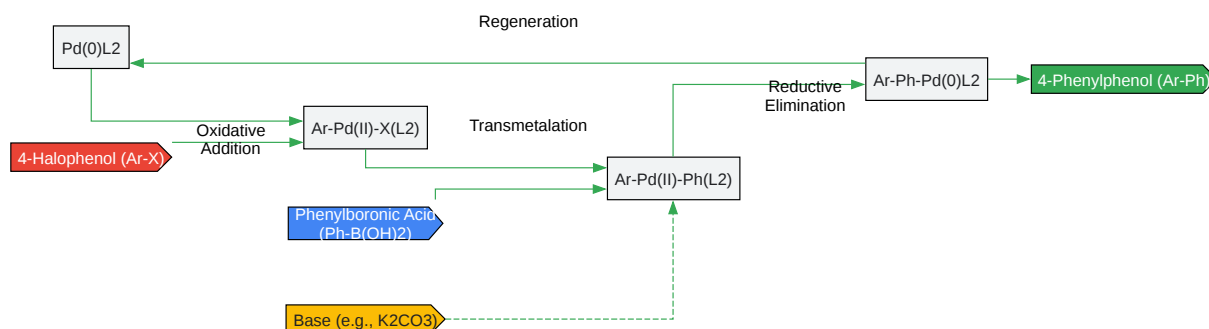 Regeneration
Pd(0)L2
Ar-Ph-Pd(0)L2
4-Phenylphenol (Ar-Ph)
Reductive
Elimination
Oxidative
Addition
Ar-Pd(II)-X(L2)
Transmetalation
4-Halophenol (Ar-X)
Ar-Pd(II)-Ph(L2)
Phenylboronic Acid
(Ph-B(OH)2)
Base (e.g., K2CO3)